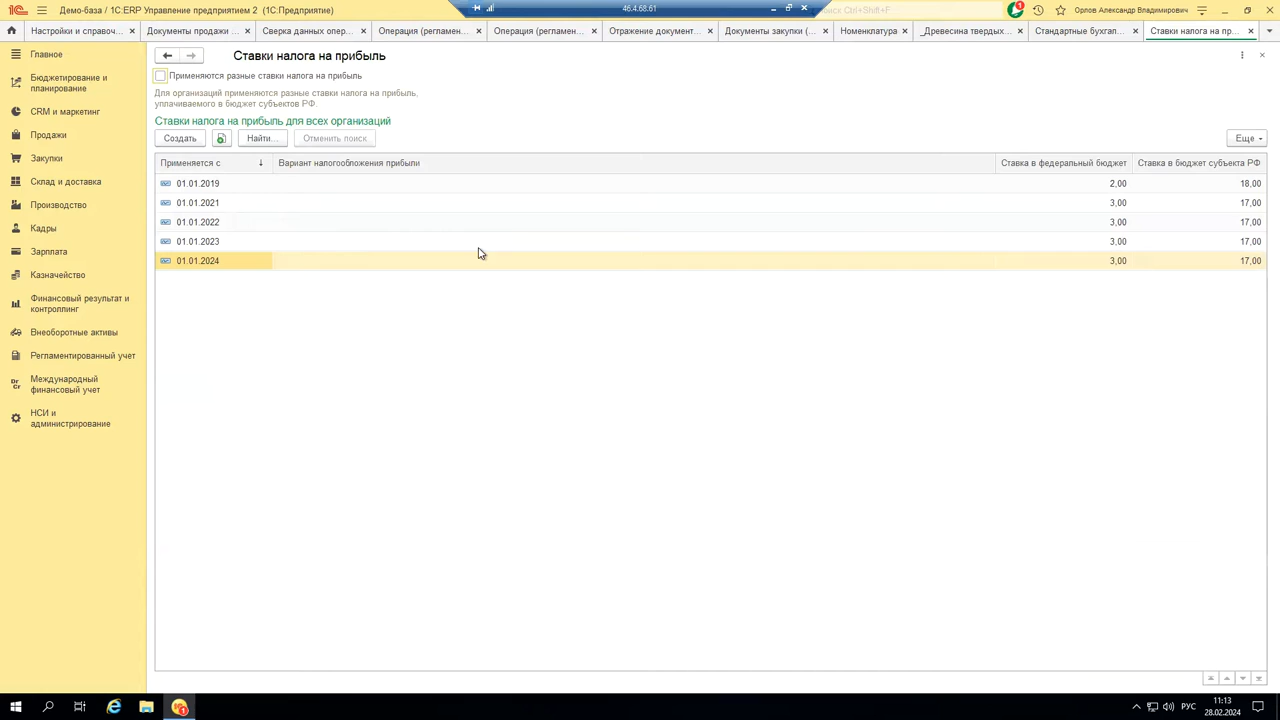 Демо-база / 1С:ERP Управление предприятием 2 (1С:Предприятие)
46.4.68.61
поиск Ctrl+Shift+F
1
Орлов Александр Владимирович
Настройки и справоч...
Документы продажи ...
Сверка данных опер...
Операция (регламен...
Операция (регламен...
Отражение документ...
Документы закупки (...
Номенклатура
_Древесина твердых...
Стандартные бухгал...
Ставки налога на пр...
Главное
Бюджетирование и
планирование
CRM и маркетинг
Продажи
Закупки
Склад и доставка
Производство
Кадры
Зарплата
Казначейство
Финансовый результат и
контроллинг
Внеоборотные активы
Регламентированный учет
Dr
Cr
Международный
финансовый учет
НСИ и
администрирование
Ставки налога на прибыль
Применяются разные ставки налога на прибыль
Для организаций применяются разные ставки налога на прибыль,
уплачиваемого в бюджет субъектов РФ.
Ставки налога на прибыль для всех организаций
Создать
Найти...
Отменить поиск
Еще
Применяется с ↓ Вариант налогообложения прибыли Ставка в федеральный бюджет Ставка в бюджет субъекта РФ
01.01.2019 2,00 18,00
01.01.2021 3,00 17,00
01.01.2022 3,00 17,00
01.01.2023 3,00 17,00
01.01.2024 3,00 17,00
РУС
11:13
28.02.2024